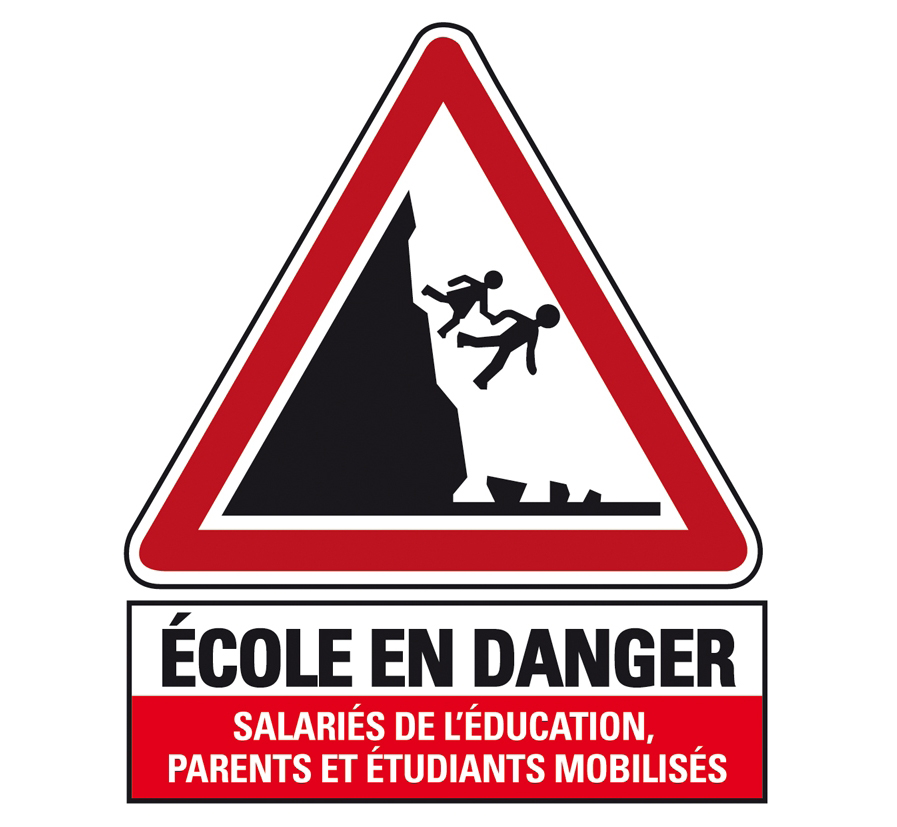 ÉCOLE EN DANGER
SALARIÉS DE L'ÉDUCATION,
PARENTS ET ÉTUDIANTS MOBILISÉS